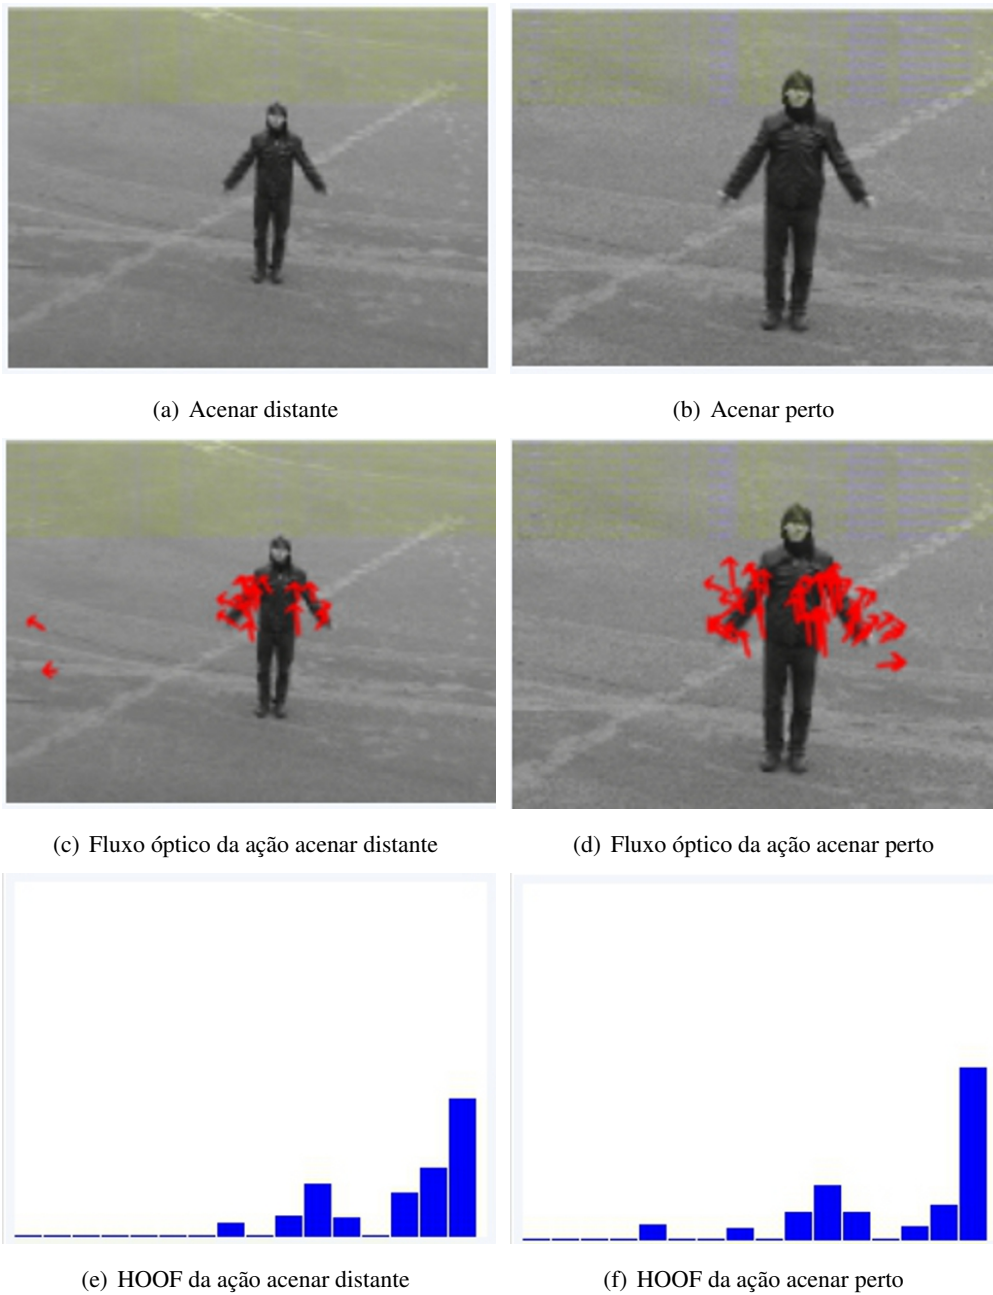 (a) Acenar distante
(b) Acenar perto
(c) Fluxo óptico da ação acenar distante
(d) Fluxo óptico da ação acenar perto
(e) HOOF da ação acenar distante
(f) HOOF da ação acenar perto